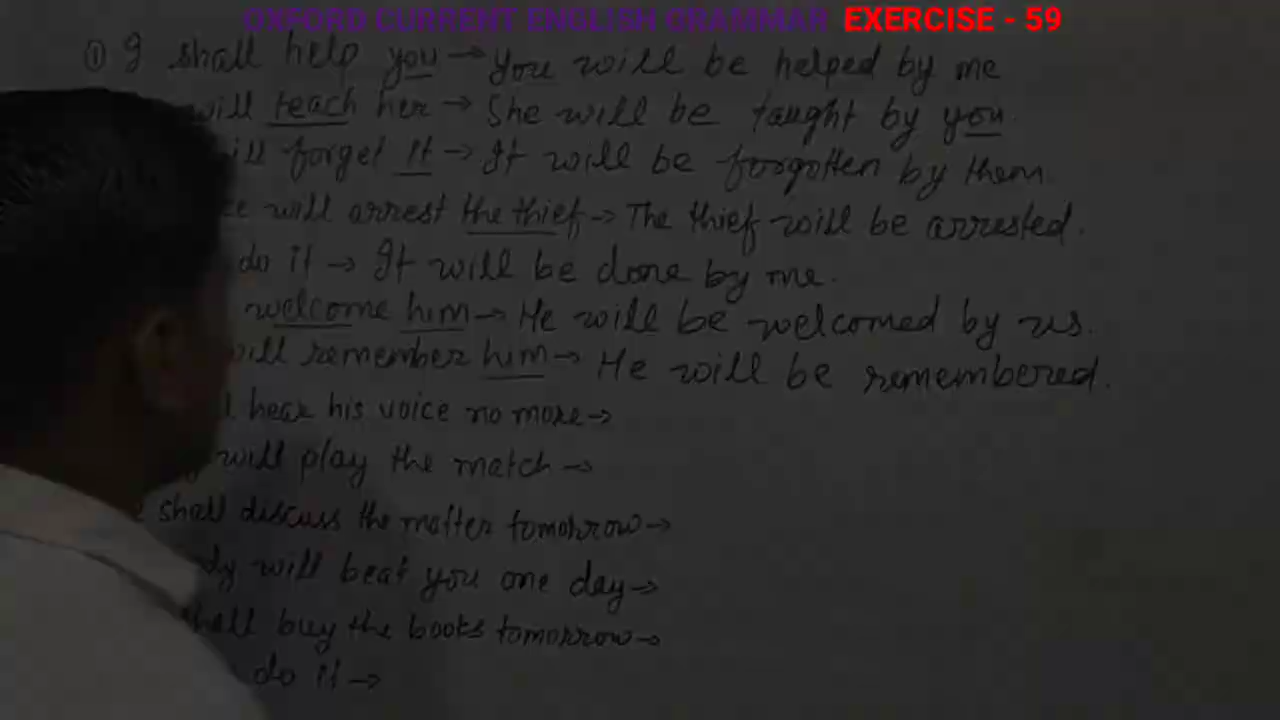 OXFORD CURRENT ENGLISH GRAMMAR EXERCISE - 59
① I shall help you → you will be helped by me
will teach her → She will be taught by you.
forget it → It will be forgotten by them.
will arrest the thief → The thief will be arrested.
do it → It will be done by me.
welcome him → He will be welcomed by us.
will remember him → He will be remembered.
hear his voice no more →
will play the match →
shall discuss the matter tomorrow →
will beat you one day →
shall buy the books tomorrow →
do it →